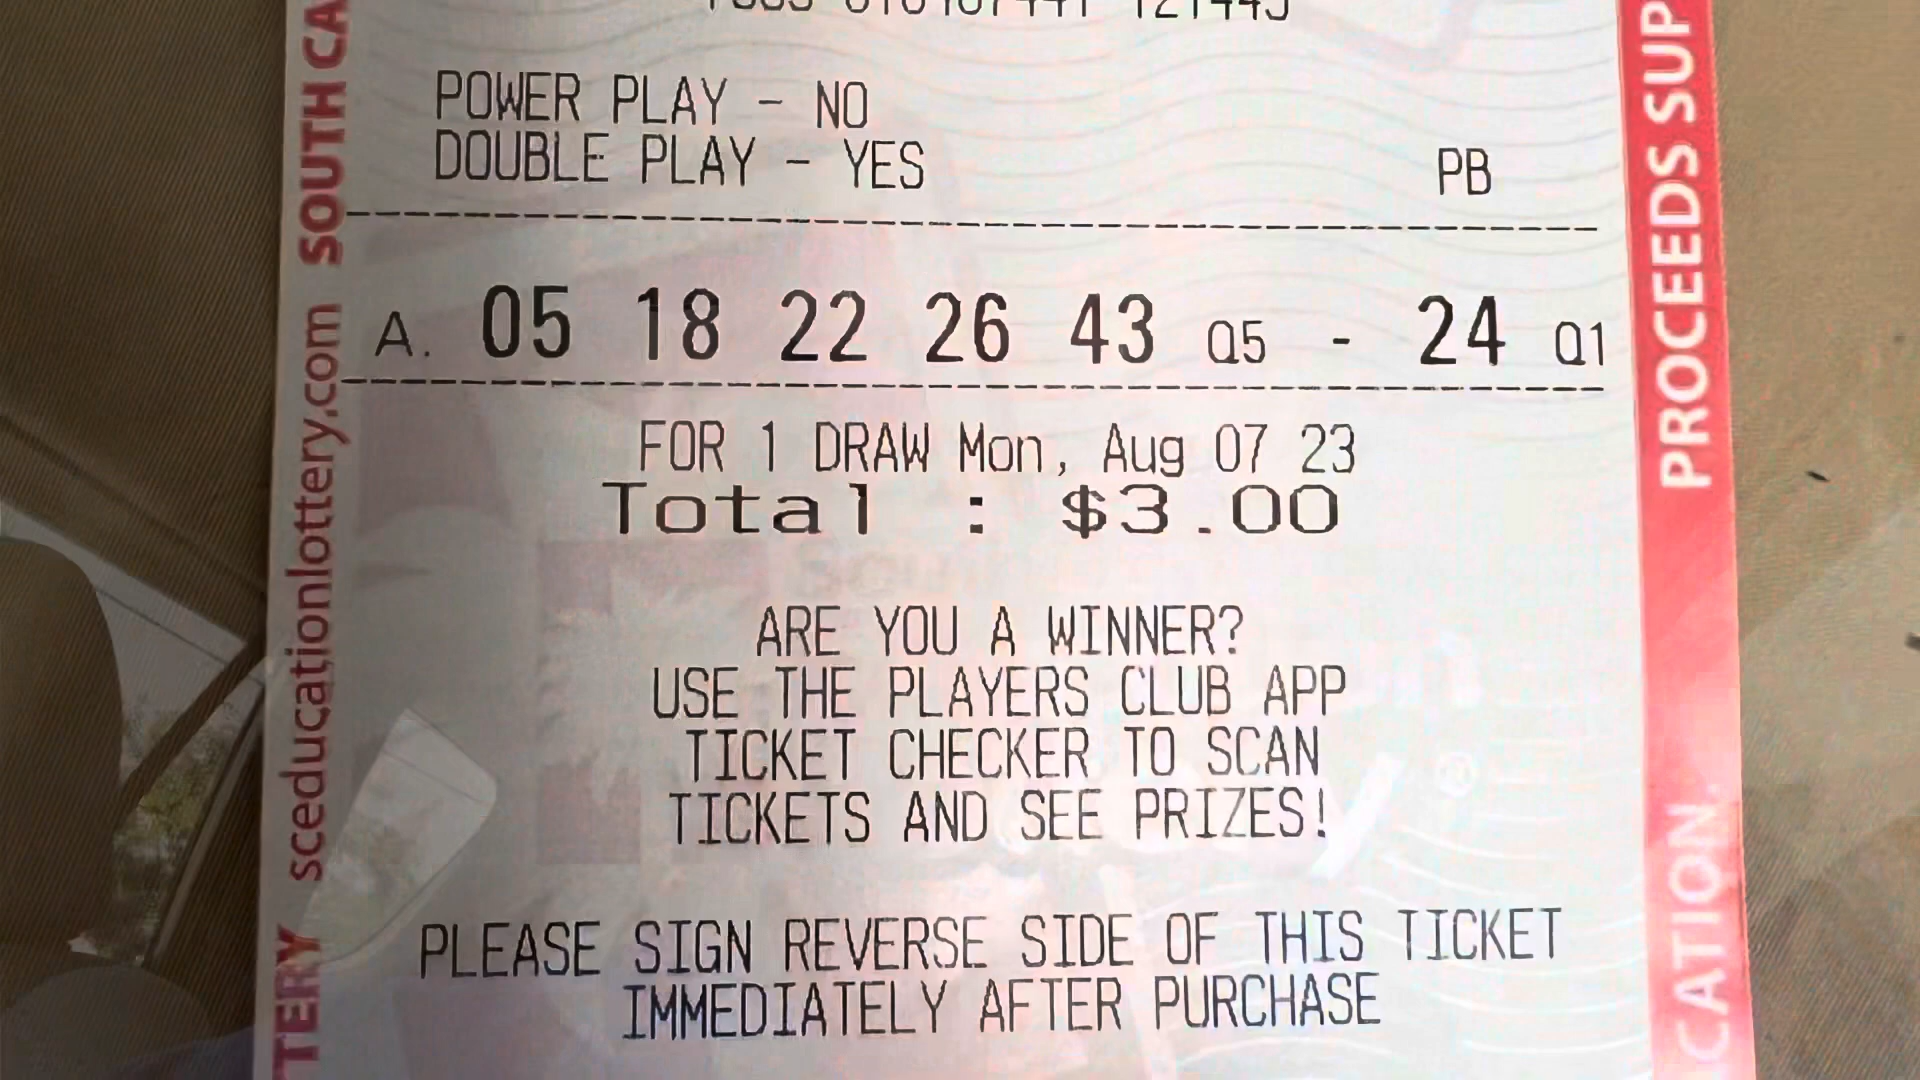 POWER PLAY - NO
DOUBLE PLAY - YES
PB
A. 05 18 22 26 43 Q5 - 24 Q1
FOR 1 DRAW Mon, Aug 07 23
Total : $3.00
ARE YOU A WINNER?
USE THE PLAYERS CLUB APP
TICKET CHECKER TO SCAN
TICKETS AND SEE PRIZES!
PLEASE SIGN REVERSE SIDE OF THIS TICKET
IMMEDIATELY AFTER PURCHASE
TERY sceducationlottery.com SOUTH CA
PROCEEDS SUP
CATION.